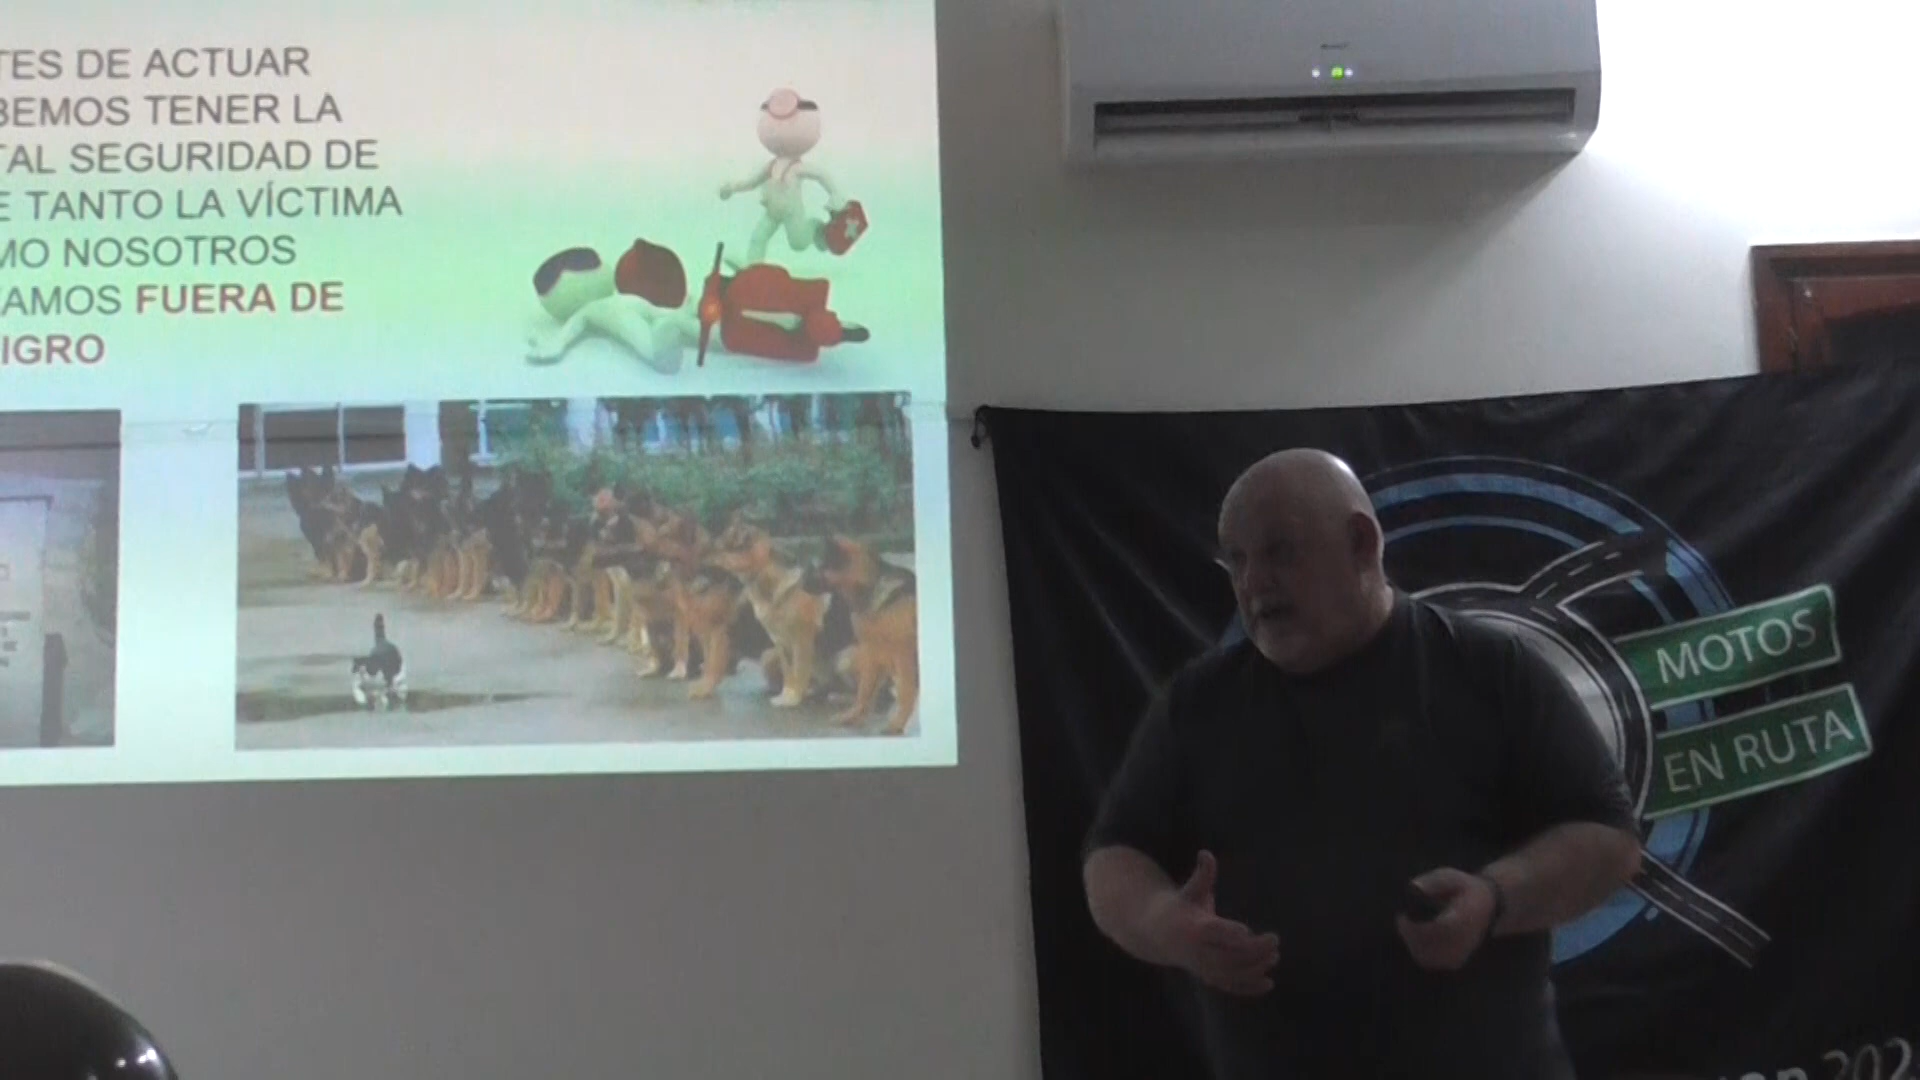 TES DE ACTUAR
BEMOS TENER LA
TAL SEGURIDAD DE
E TANTO LA VÍCTIMA
MO NOSOTROS
AMOS FUERA DE
IGRO
MOTOS
EN RUTA
202